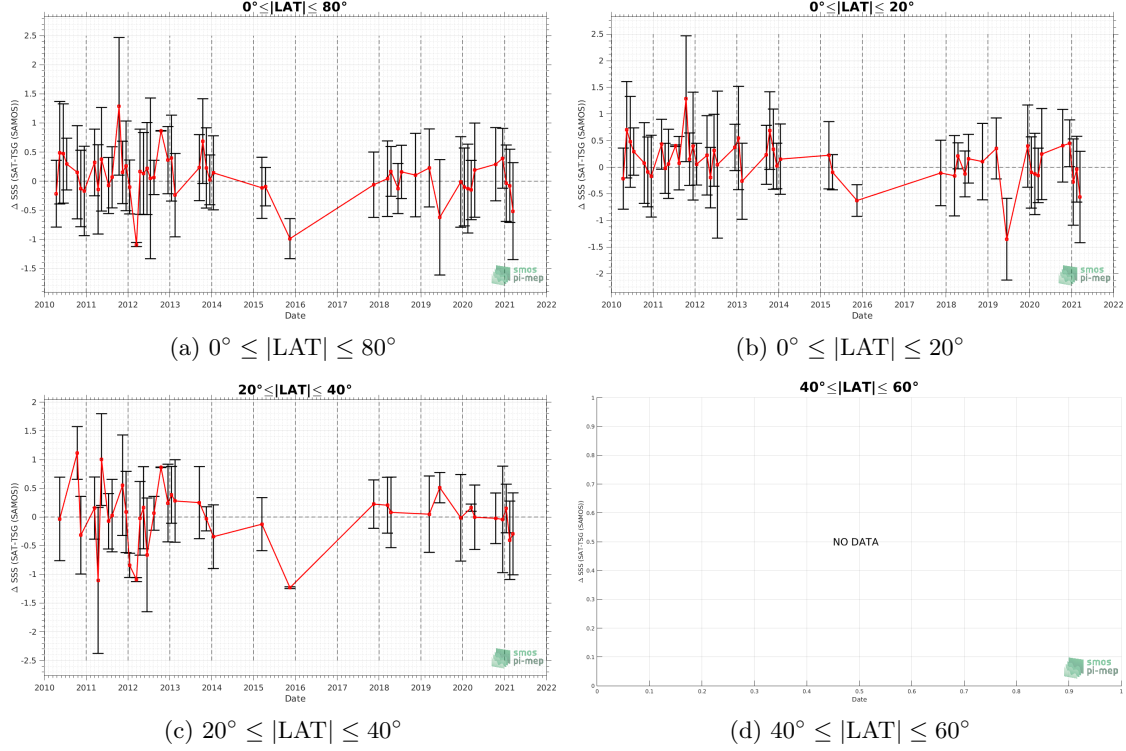 0°≤|LAT|≤ 80°
Δ SSS (SAT-TSG (SAMOS))
2.5
2
1.5
1
0.5
0
-0.5
-1
-1.5
2010 2011 2012 2013 2014 2015 2016 2017 2018 2019 2020 2021 2022
Date
smos
pi-mep
(a) 0° ≤ |LAT| ≤ 80°
0°≤|LAT|≤ 20°
Δ SSS (SAT-TSG (SAMOS))
2.5
2
1.5
1
0.5
0
-0.5
-1
-1.5
-2
2010 2011 2012 2013 2014 2015 2016 2017 2018 2019 2020 2021 2022
Date
smos
pi-mep
(b) 0° ≤ |LAT| ≤ 20°
20°≤|LAT|≤ 40°
Δ SSS (SAT-TSG (SAMOS))
2
1.5
1
0.5
0
-0.5
-1
-1.5
-2
-2.5
2010 2011 2012 2013 2014 2015 2016 2017 2018 2019 2020 2021 2022
Date
smos
pi-mep
(c) 20° ≤ |LAT| ≤ 40°
40°≤|LAT|≤ 60°
Δ SSS (SAT-TSG (SAMOS))
1
0.9
0.8
0.7
0.6
0.5
0.4
0.3
0.2
0.1
0
NO DATA
0 0.1 0.2 0.3 0.4 0.5 0.6 0.7 0.8 0.9 1
Date
smos
pi-mep
(d) 40° ≤ |LAT| ≤ 60°